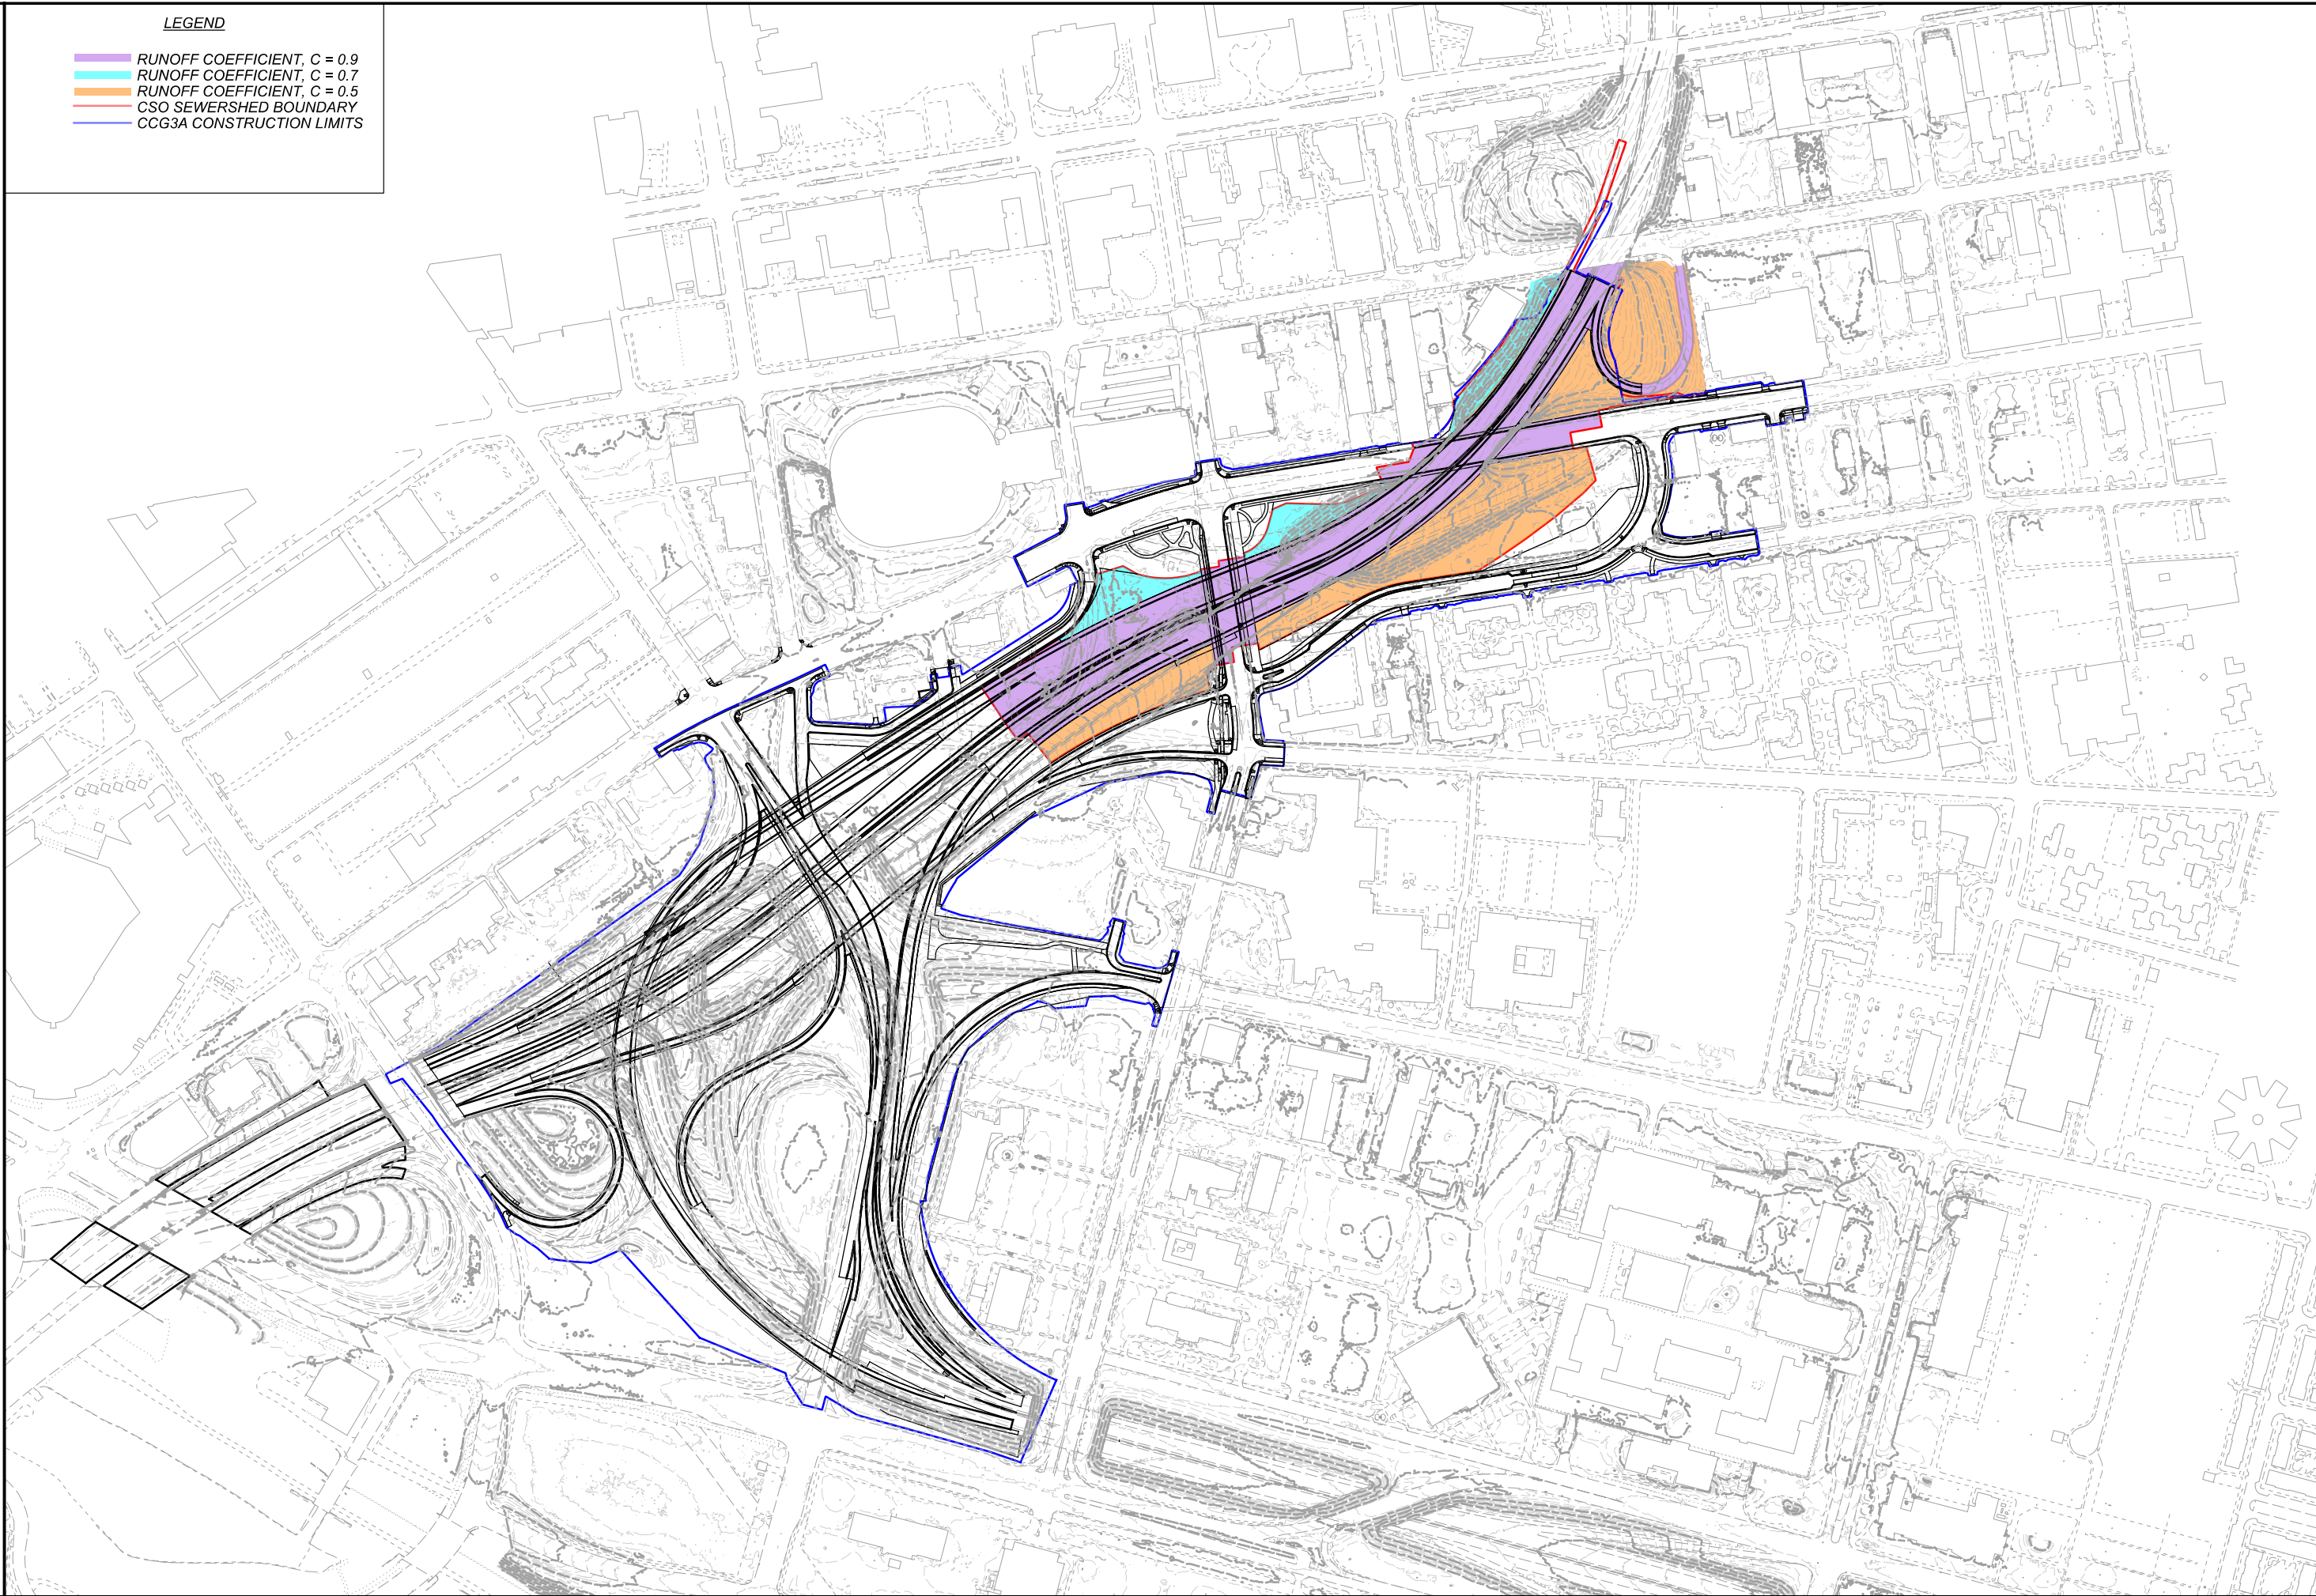 LEGEND
RUNOFF COEFFICIENT, C = 0.9
RUNOFF COEFFICIENT, C = 0.7
RUNOFF COEFFICIENT, C = 0.5
CSO SEWERSHED BOUNDARY
CCG3A CONSTRUCTION LIMITS